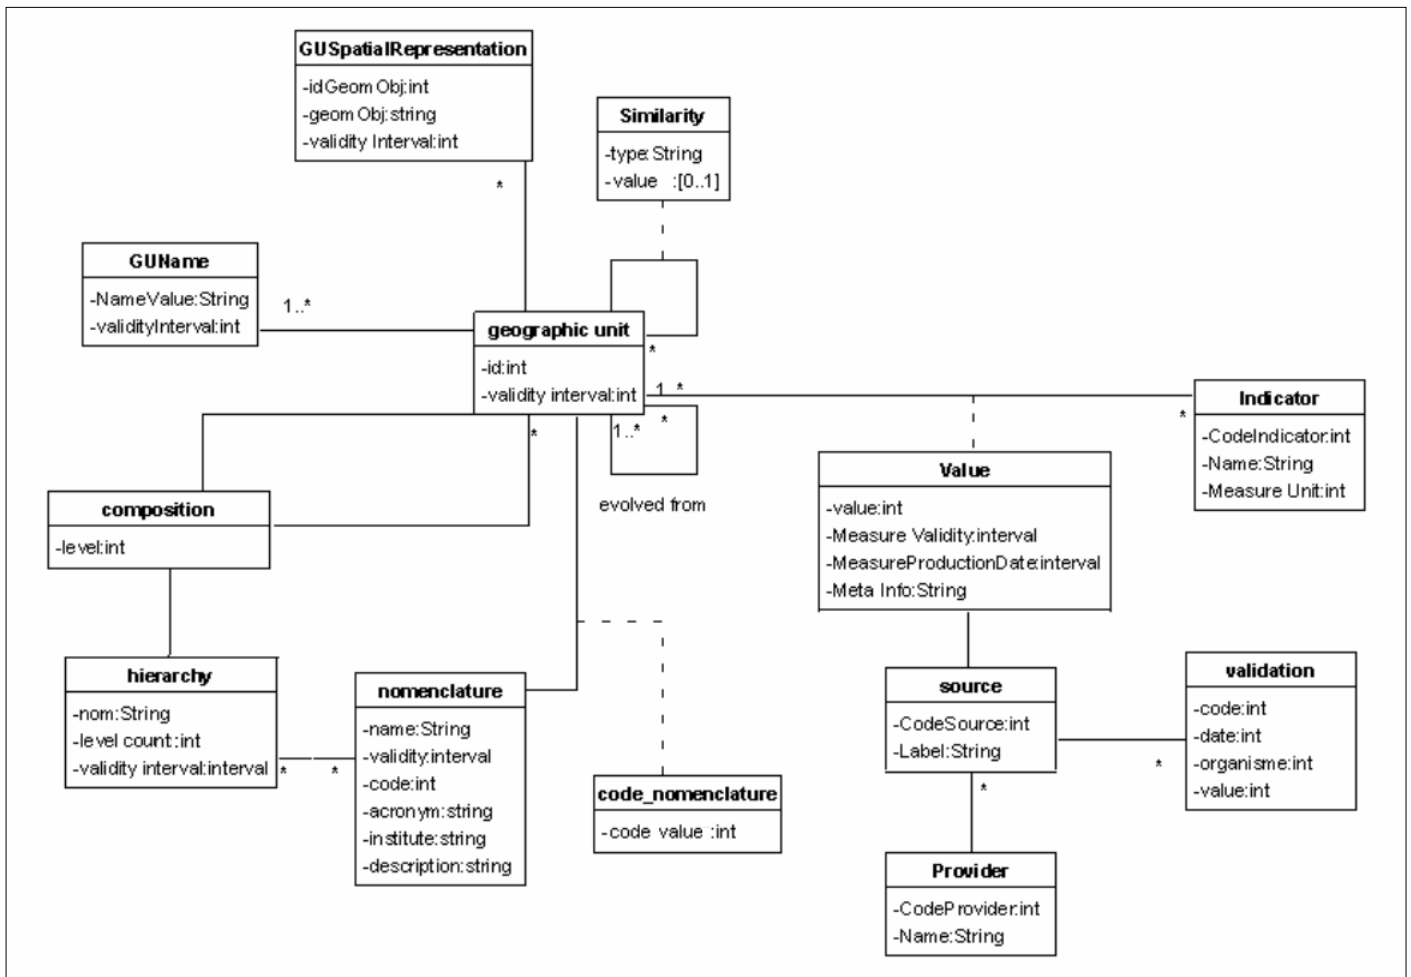 GUSpatialRepresentation
-idGeom Obj:int
-geom Obj:string
-validity Interval:int
*
Similarity
-type:String
-value :[0..1]
GUName
-NameValue:String
-validityInterval:int
1..*
geographic unit
-id:int
-validity interval:int
*
1..*
*
Indicator
-CodeIndicator:int
-Name:String
-Measure Unit:int
*
1..*
*
evolved from
composition
-level:int
Value
-value:int
-Measure Validity:interval
-MeasureProductionDate:interval
-Meta Info:String
hierarchy
-nom:String
-level count:int
-validity interval:interval
*
*
nomenclature
-name:String
-validity:interval
-code:int
-acronym:string
-institute:string
-description:string
code_nomenclature
-code value :int
source
-CodeSource:int
-Label:String
*
*
validation
-code:int
-date:int
-organisme:int
-value:int
Provider
-CodeProvider:int
-Name:String